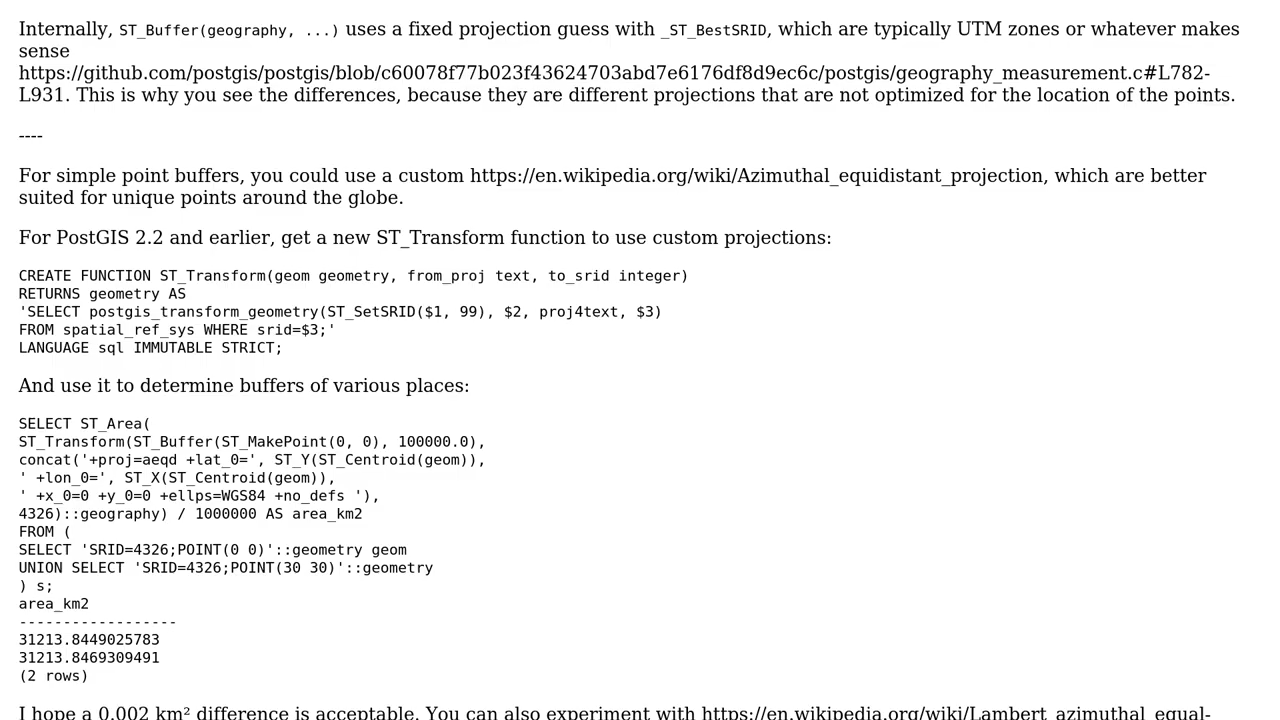 Internally, ST_Buffer(geography, ...) uses a fixed projection guess with _ST_BestSRID, which are typically UTM zones or whatever makes
sense
https://github.com/postgis/postgis/blob/c60078f77b023f43624703abd7e6176df8d9ec6c/postgis/geography_measurement.c#L782-
L931. This is why you see the differences, because they are different projections that are not optimized for the location of the points.
----
For simple point buffers, you could use a custom https://en.wikipedia.org/wiki/Azimuthal_equidistant_projection, which are better
suited for unique points around the globe.
For PostGIS 2.2 and earlier, get a new ST_Transform function to use custom projections:
CREATE FUNCTION ST_Transform(geom geometry, from_proj text, to_srid integer)
RETURNS geometry AS
'SELECT postgis_transform_geometry(ST_SetSRID($1, 99), $2, proj4text, $3)
FROM spatial_ref_sys WHERE srid=$3;'
LANGUAGE sql IMMUTABLE STRICT;
And use it to determine buffers of various places:
SELECT ST_Area(
ST_Transform(ST_Buffer(ST_MakePoint(0, 0), 100000.0),
concat('+proj=aeqd +lat_0=', ST_Y(ST_Centroid(geom)),
' +lon_0=', ST_X(ST_Centroid(geom)),
' +x_0=0 +y_0=0 +ellps=WGS84 +no_defs '),
4326)::geography) / 1000000 AS area_km2
FROM (
SELECT 'SRID=4326;POINT(0 0)'::geometry geom
UNION SELECT 'SRID=4326;POINT(30 30)'::geometry
) s;
area_km2
------------------
31213.8449025783
31213.8469309491
(2 rows)
I hope a 0.002 km² difference is acceptable. You can also experiment with https://en.wikipedia.org/wiki/Lambert_azimuthal_equal-